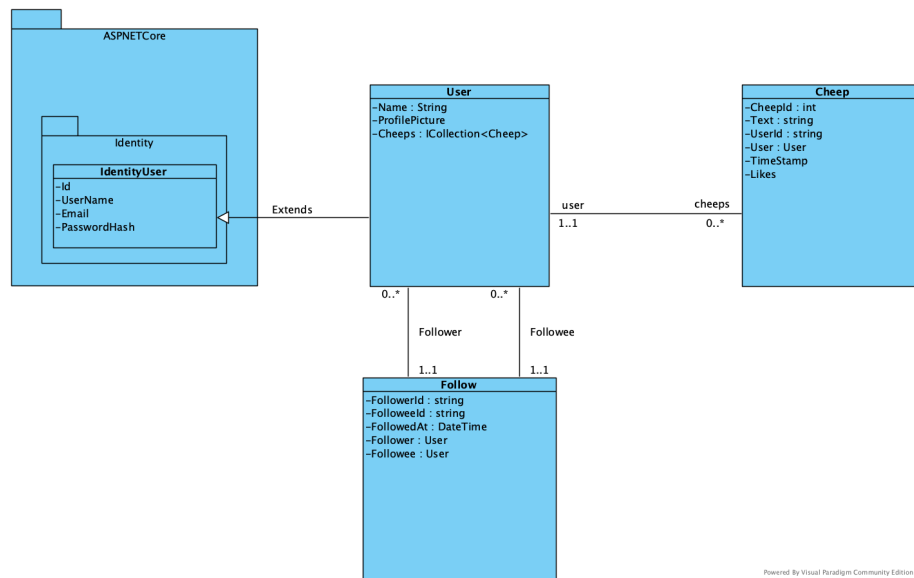 ASPNETCore
Identity
IdentityUser
-Id
-UserName
-Email
-PasswordHash
Extends
User
-Name : String
-ProfilePicture
-Cheeps : ICollection<Cheep>
user
1..1
cheeps
0..*
Cheep
-CheepId : int
-Text : string
-UserId : string
-User : User
-TimeStamp
-Likes
0..*
0..*
Follower
Followee
1..1
1..1
Follow
-FollowerId : string
-FolloweeId : string
-FollowedAt : DateTime
-Follower : User
-Followee : User
Powered By Visual Paradigm Community Edition